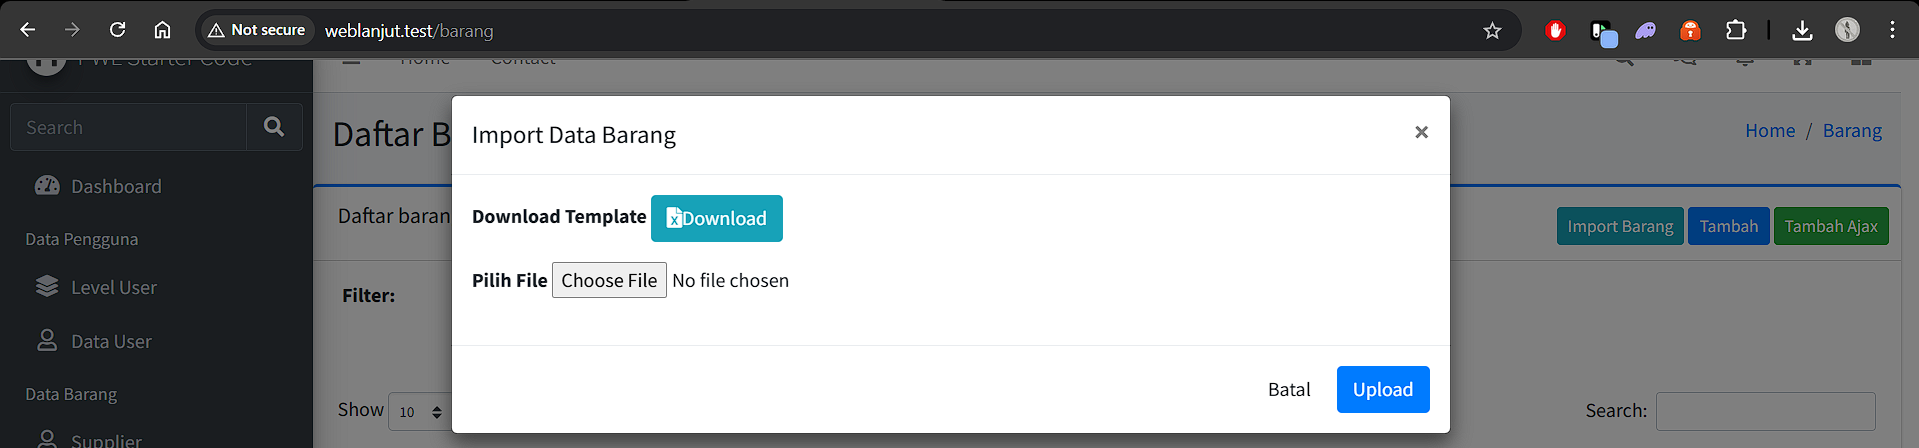 Not secure weblanjut.test/barang
PWL Starter Code
Home Contact
Search
Daftar B
Home / Barang
Import Data Barang
×
Dashboard
Daftar baran
Download Template Download
Import Barang Tambah Tambah Ajax
Data Pengguna
Level User
Filter:
Pilih File Choose File No file chosen
Data User
Data Barang
Show 10
Batal Upload
Search:
Supplier